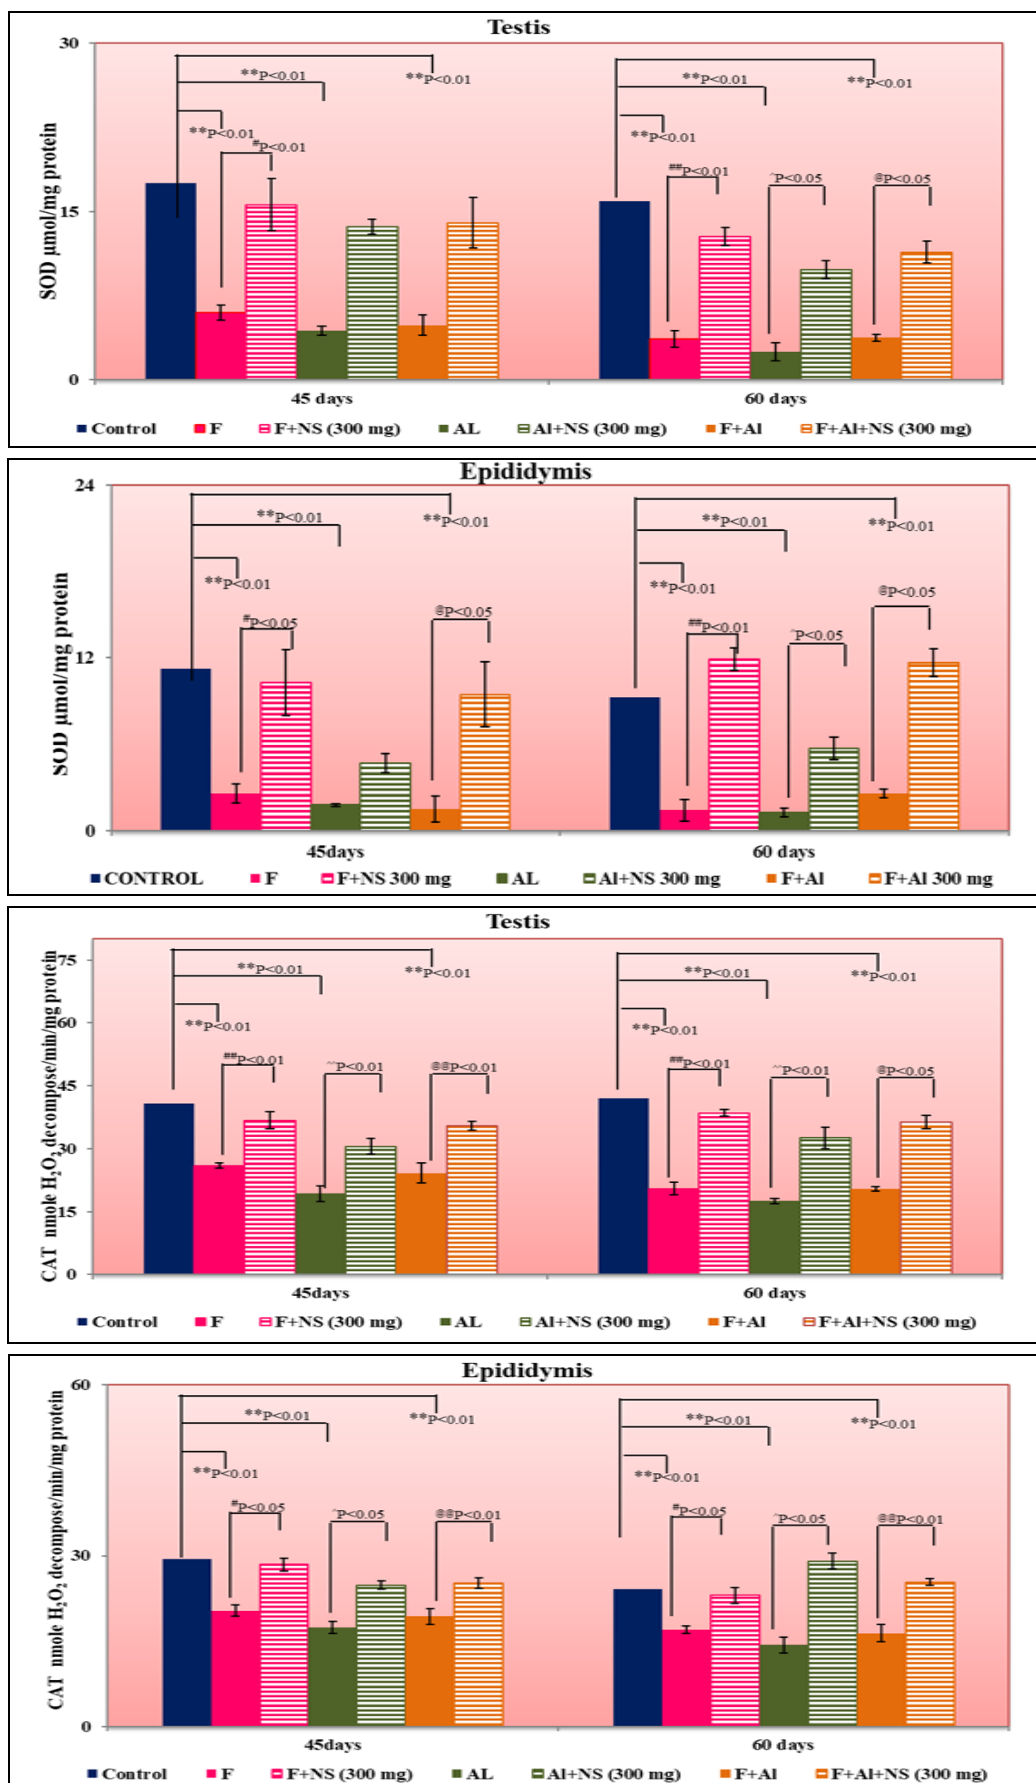 Testis
30
**P<0.01
**P<0.01
**P<0.01
**P<0.01
**P<0.01
**P<0.01
#P<0.01
##P<0.01
^P<0.05
@P<0.05
SOD µmol/mg protein
15
0
45 days
60 days
Control
F
F+NS (300 mg)
AL
Al+NS (300 mg)
F+Al
F+Al+NS (300 mg)
Epididymis
24
**P<0.01
**P<0.01
**P<0.01
**P<0.01
**P<0.01
**P<0.01
#P<0.05
@P<0.05
##P<0.01
^P<0.05
@P<0.05
SOD µmol/mg protein
12
0
45days
60 days
CONTROL
F
F+NS 300 mg
AL
Al+NS 300 mg
F+Al
F+Al 300 mg
Testis
75
**P<0.01
**P<0.01
**P<0.01
**P<0.01
**P<0.01
**P<0.01
60
##P<0.01
^^P<0.01
@@P<0.01
##P<0.01
^^P<0.01
@P<0.05
CAT nmole H₂O₂ decompose/min/mg protein
45
30
15
0
45days
60 days
Control
F
F+NS (300 mg)
AL
Al+NS (300 mg)
F+Al
F+Al+NS (300 mg)
Epididymis
60
**P<0.01
**P<0.01
**P<0.01
**P<0.01
**P<0.01
**P<0.01
#P<0.05
^P<0.05
@@P<0.01
#P<0.05
^P<0.05
@@P<0.01
CAT nmole H₂O₂ decompose/min/mg protein
30
0
45days
60 days
Control
F
F+NS (300 mg)
AL
Al+NS (300 mg)
F+Al
F+Al+NS (300 mg)